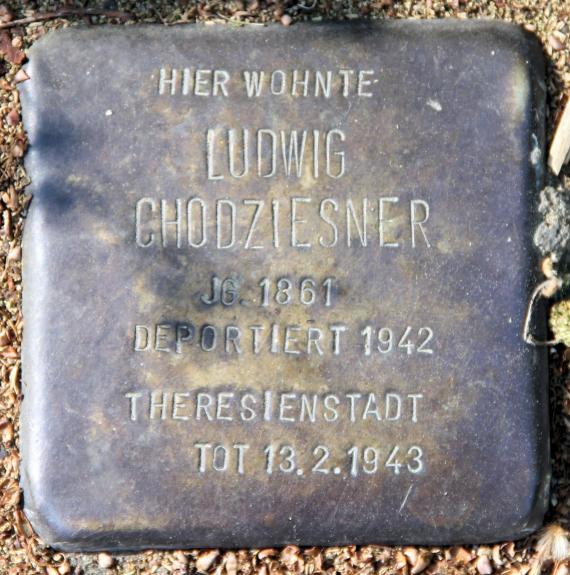 HIER WOHNTE
LUDWIG
CHODZIESNER
JG. 1861
DEPORTIERT 1942
THERESIENSTADT
TOT 13.2.1943